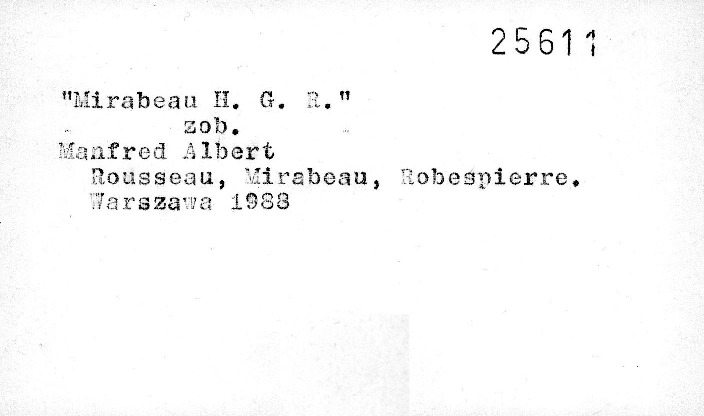 25611
"Mirabeau H. G. R."
zob.
Manfred Albert
Rousseau, Mirabeau, Robespierre.
Warszawa 1988